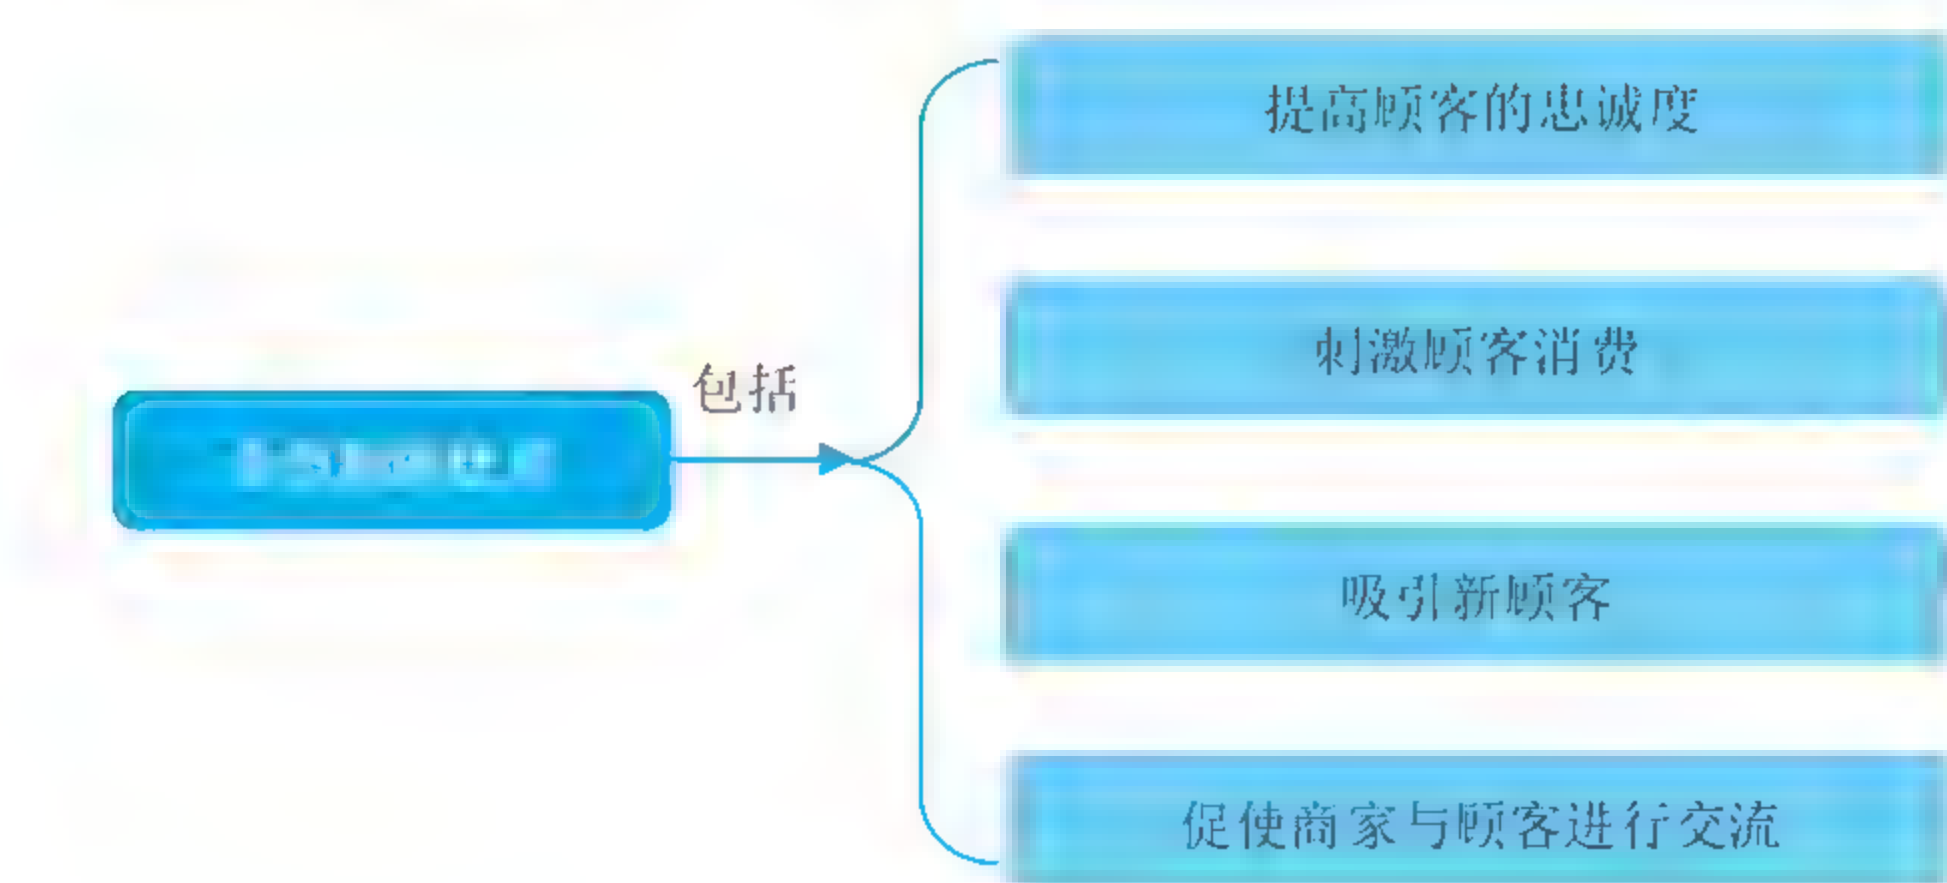 提高顾客的忠诚度
刺激顾客消费
包括
吸引新顾客
促使商家与顾客进行交流